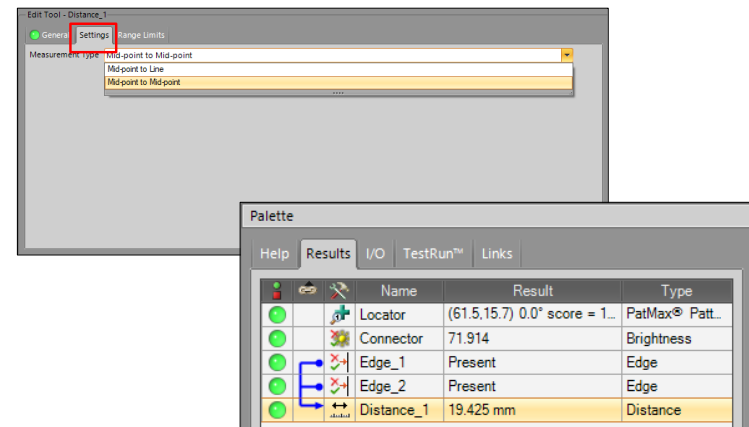 Edit Tool - Distance_1
General Settings Range Limits
Measurement Type Mid-point to Mid-point
Mid-point to Line
Mid-point to Mid-point
Palette
Help Results I/O TestRun™ Links
Name Result Type
Locator (61.5,15.7) 0.0° score = 1... PatMax® Patt...
Connector 71.914 Brightness
Edge_1 Present Edge
Edge_2 Present Edge
Distance_1 19.425 mm Distance